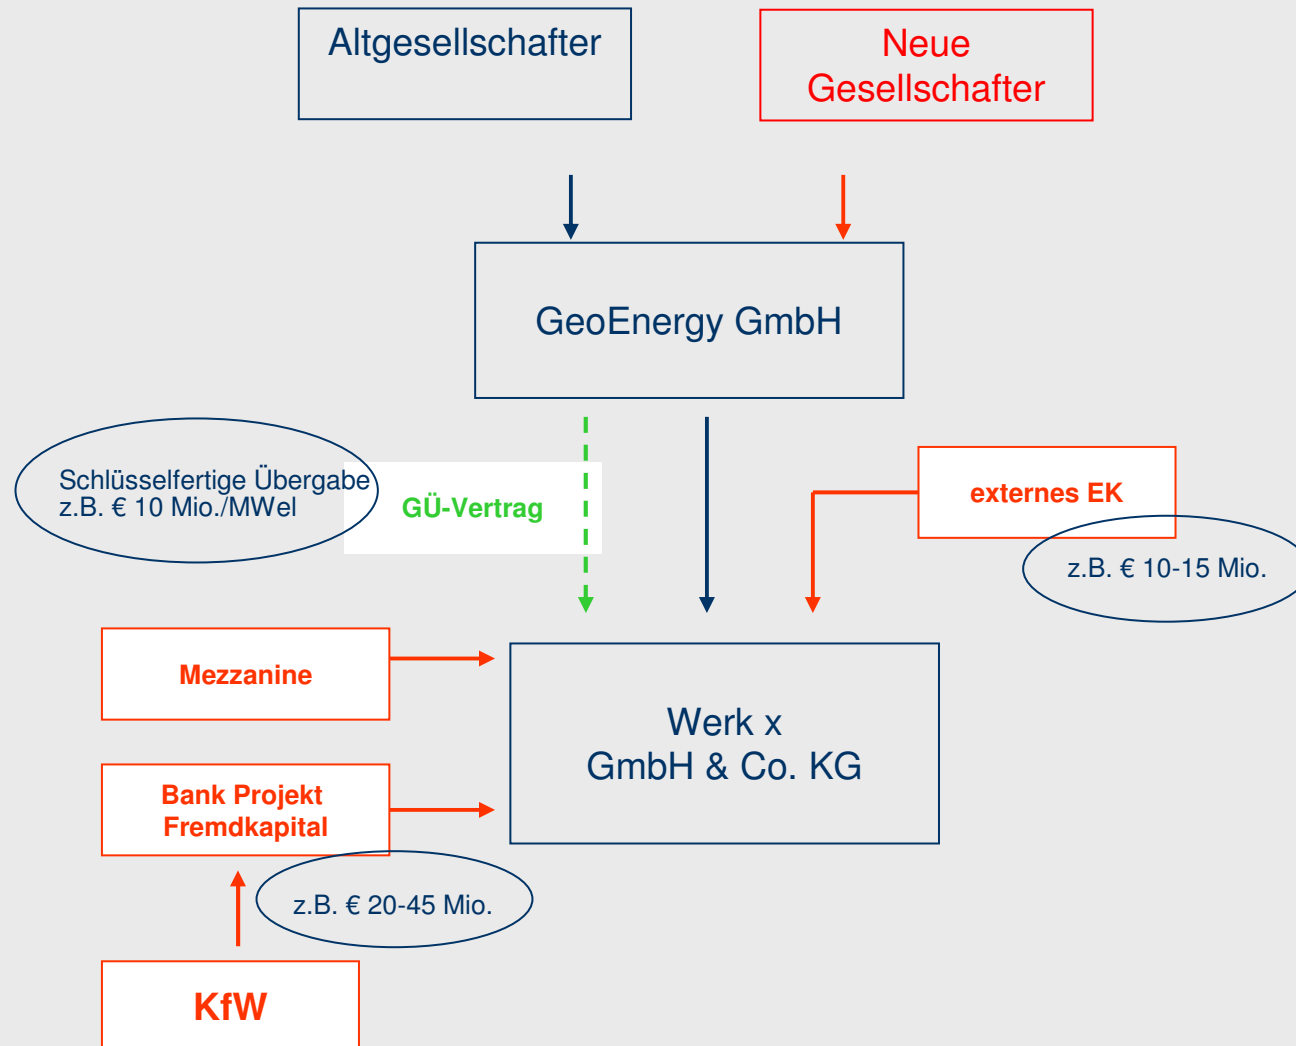 Altgesellschafter
Neue
Gesellschafter
GeoEnergy GmbH
Schlüsselfertige Übergabe
z.B. € 10 Mio./MWel
GÜ-Vertrag
externes EK
z.B. € 10-15 Mio.
Mezzanine
Werk x
GmbH & Co. KG
Bank Projekt
Fremdkapital
z.B. € 20-45 Mio.
KfW